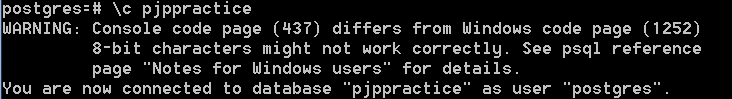 postgres=# \c pjppractice
WARNING: Console code page (437) differs from Windows code page (1252)
8-bit characters might not work correctly. See psql reference
page "Notes for Windows users" for details.
You are now connected to database "pjppractice" as user "postgres".